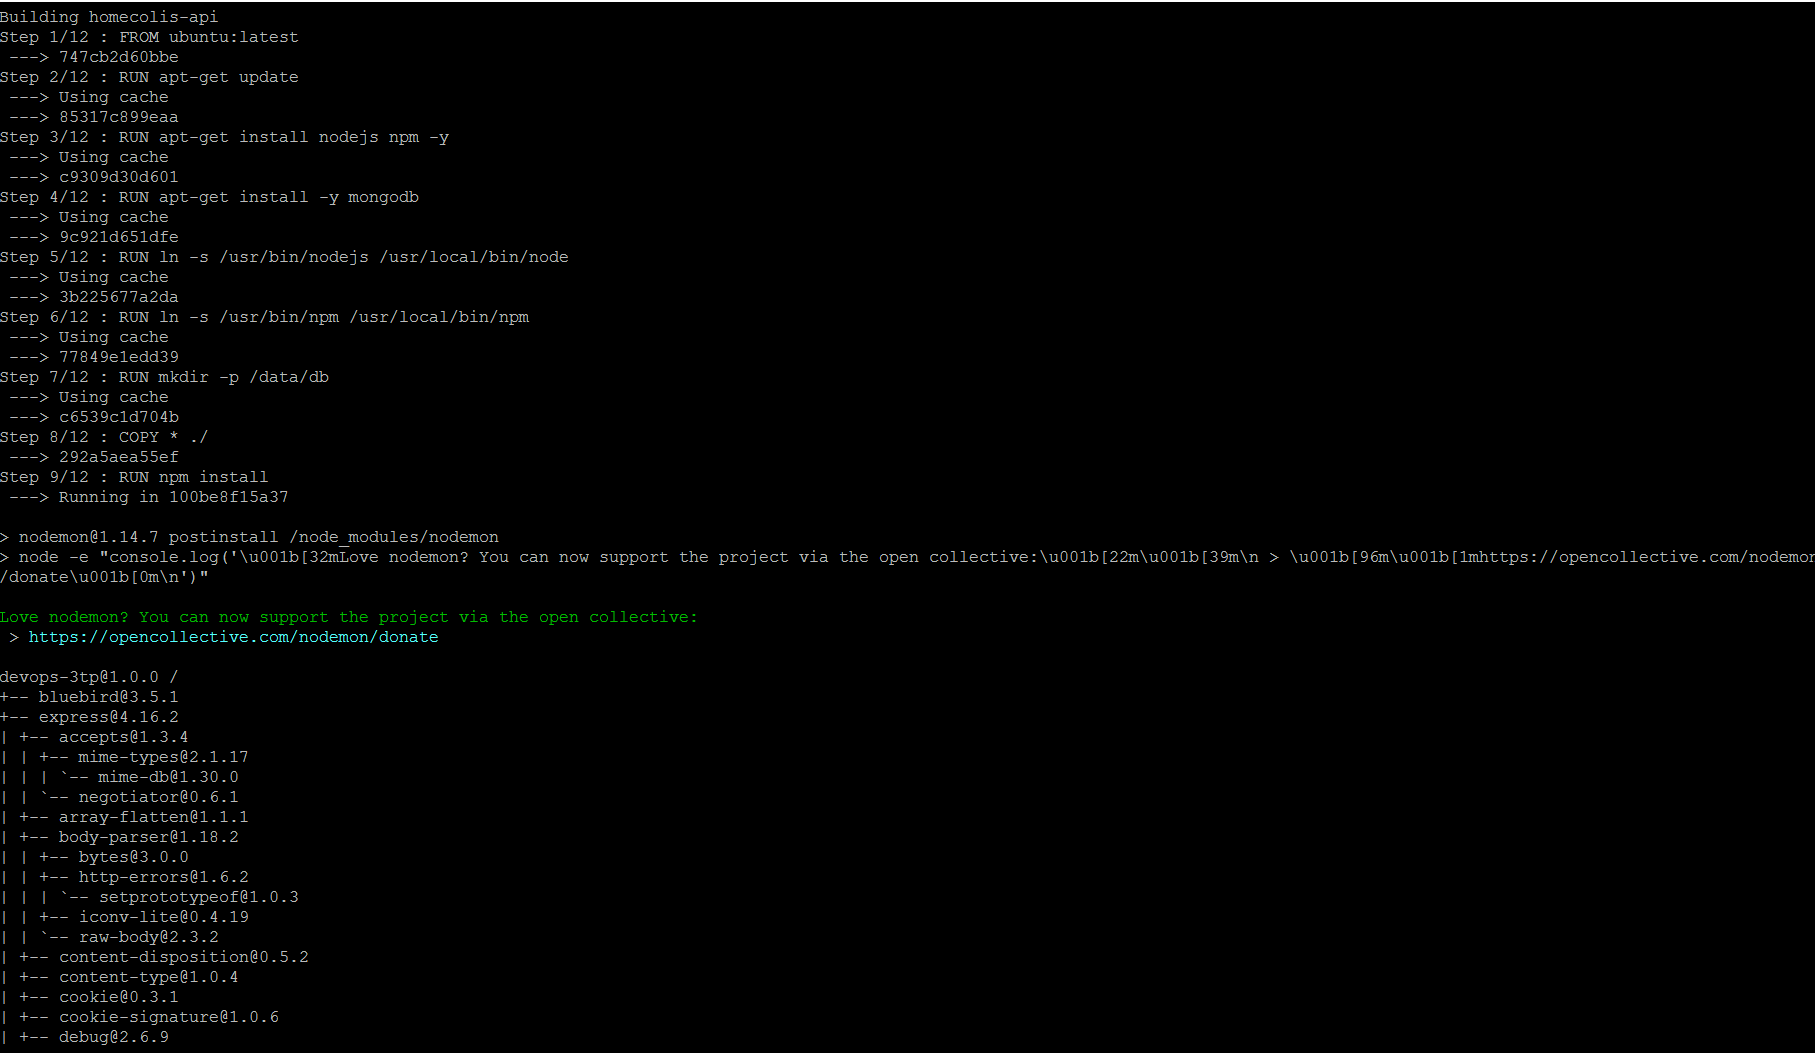 Building homecolis-api
Step 1/12 : FROM ubuntu:latest
 ---> 747cb2d60bbe
Step 2/12 : RUN apt-get update
 ---> Using cache
 ---> 85317c899eaa
Step 3/12 : RUN apt-get install nodejs npm -y
 ---> Using cache
 ---> c9309d30d601
Step 4/12 : RUN apt-get install -y mongodb
 ---> Using cache
 ---> 9c921d651dfe
Step 5/12 : RUN ln -s /usr/bin/nodejs /usr/local/bin/node
 ---> Using cache
 ---> 3b225677a2da
Step 6/12 : RUN ln -s /usr/bin/npm /usr/local/bin/npm
 ---> Using cache
 ---> 77849e1edd39
Step 7/12 : RUN mkdir -p /data/db
 ---> Using cache
 ---> c6539c1d704b
Step 8/12 : COPY * ./
 ---> 292a5aea55ef
Step 9/12 : RUN npm install
 ---> Running in 100be8f15a37
> nodemon@1.14.7 postinstall /node_modules/nodemon
> node -e "console.log('\u001b[32mLove nodemon? You can now support the project via the open collective:\u001b[22m\u001b[39m\n > \u001b[96m\u001b[1mhttps://opencollective.com/nodemon
/donate\u001b[0m\n')"
Love nodemon? You can now support the project via the open collective:
 > https://opencollective.com/nodemon/donate
devops-3tp@1.0.0 /
+-- bluebird@3.5.1
+-- express@4.16.2
| +-- accepts@1.3.4
| | +-- mime-types@2.1.17
| | | `-- mime-db@1.30.0
| | `-- negotiator@0.6.1
| +-- array-flatten@1.1.1
| +-- body-parser@1.18.2
| | +-- bytes@3.0.0
| | +-- http-errors@1.6.2
| | | `-- setprototypeof@1.0.3
| | +-- iconv-lite@0.4.19
| | `-- raw-body@2.3.2
| +-- content-disposition@0.5.2
| +-- content-type@1.0.4
| +-- cookie@0.3.1
| +-- cookie-signature@1.0.6
| +-- debug@2.6.9